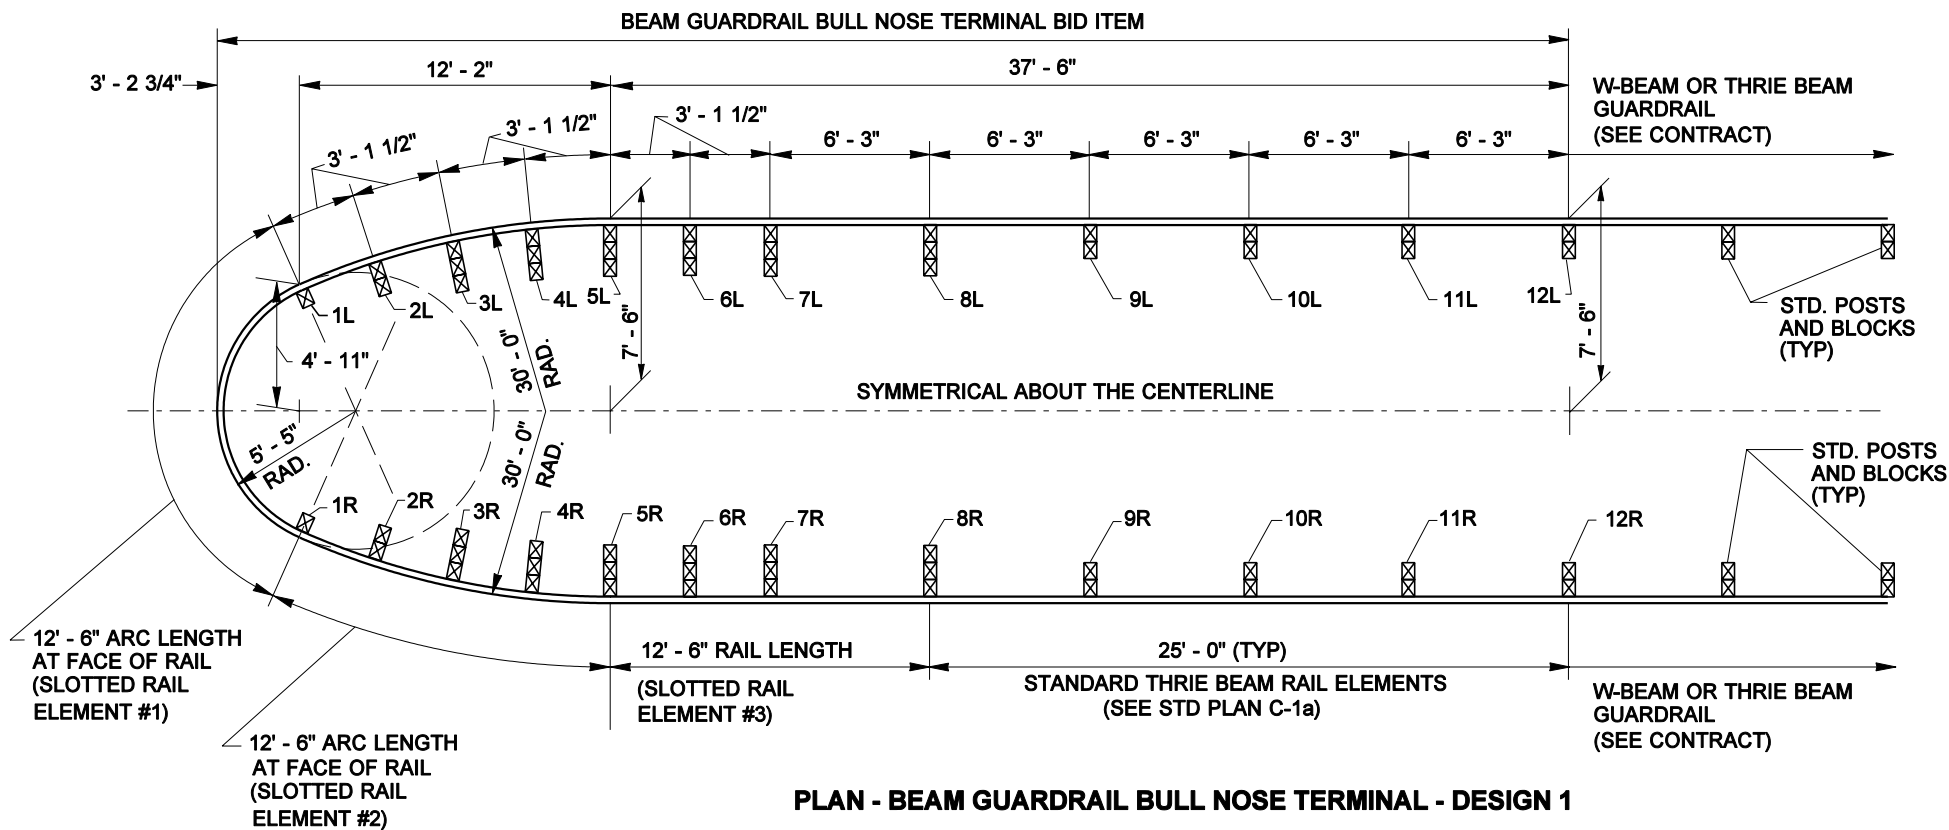 BEAM GUARDRAIL BULL NOSE TERMINAL BID ITEM
3' - 2 3/4"
12' - 2"
37' - 6"
W-BEAM OR THRIE BEAM
GUARDRAIL
(SEE CONTRACT)
3' - 1 1/2"
3' - 1 1/2"
3' - 1 1/2"
6' - 3"
6' - 3"
6' - 3"
6' - 3"
6' - 3"
1L
2L
3L
4L
5L
6L
7L
8L
9L
10L
11L
12L
STD. POSTS
AND BLOCKS
(TYP)
4' - 11"
30' - 0"
RAD.
7' - 6"
7' - 6"
SYMMETRICAL ABOUT THE CENTERLINE
5' - 5"
RAD.
30' - 0"
RAD.
STD. POSTS
AND BLOCKS
(TYP)
1R
2R
3R
4R
5R
6R
7R
8R
9R
10R
11R
12R
12' - 6" ARC LENGTH
AT FACE OF RAIL
(SLOTTED RAIL
ELEMENT #1)
12' - 6" RAIL LENGTH
(SLOTTED RAIL
ELEMENT #3)
25' - 0" (TYP)
STANDARD THRIE BEAM RAIL ELEMENTS
(SEE STD PLAN C-1a)
W-BEAM OR THRIE BEAM
GUARDRAIL
(SEE CONTRACT)
12' - 6" ARC LENGTH
AT FACE OF RAIL
(SLOTTED RAIL
ELEMENT #2)
PLAN - BEAM GUARDRAIL BULL NOSE TERMINAL - DESIGN 1